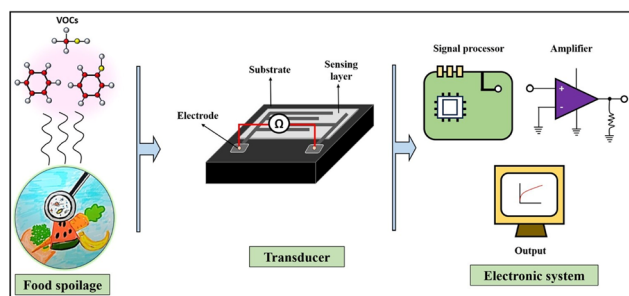 VOCs
Food spoilage
Substrate
Sensing
layer
Electrode
Ω
Transducer
Signal processor
Amplifier
+
-
Output
Electronic system